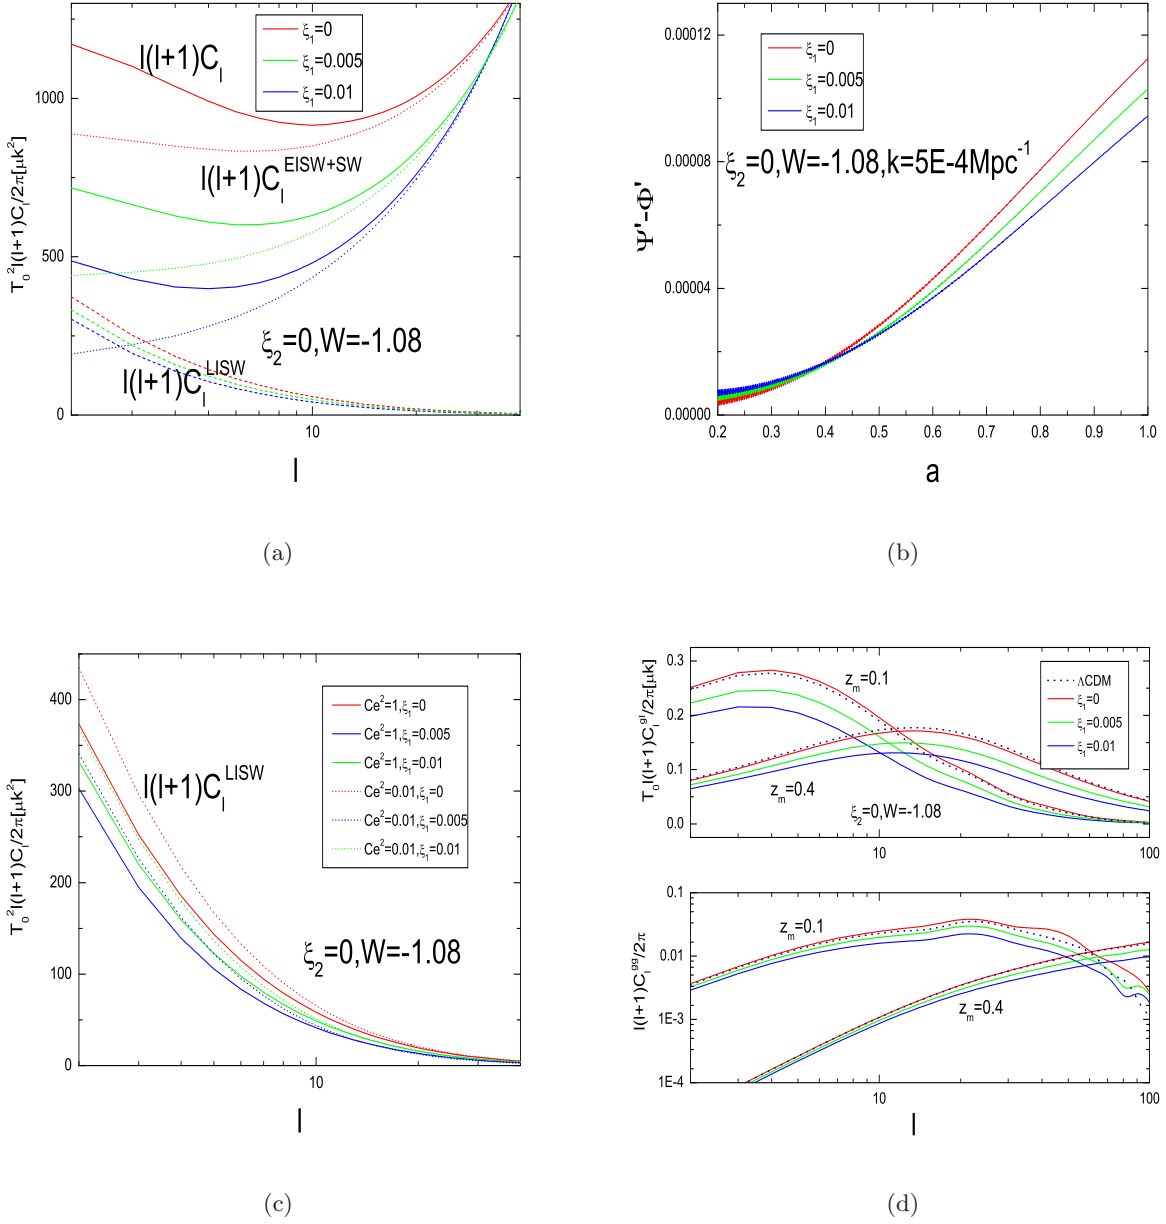 l(l+1)C_l
ξ_1=0
ξ_1=0.005
ξ_1=0.01
l(l+1)C_l^EISW+SW
ξ_2=0,W=-1.08
l(l+1)C_l^LISW
T_0^2 l(l+1)C_l/2π[μk^2]
1000
500
0
10
l
(a)
0.00012
0.00008
0.00004
0.00000
ξ_1=0
ξ_1=0.005
ξ_1=0.01
ξ_2=0,W=-1.08,k=5E-4Mpc^-1
Ψ'-Φ'
0.2 0.3 0.4 0.5 0.6 0.7 0.8 0.9 1.0
a
(b)
400
300
200
100
0
T_0^2 l(l+1)C_l/2π[μk^2]
l(l+1)C_l^LISW
Ce^2=1,ξ_1=0
Ce^2=1,ξ_1=0.005
Ce^2=1,ξ_1=0.01
Ce^2=0.01,ξ_1=0
Ce^2=0.01,ξ_1=0.005
Ce^2=0.01,ξ_1=0.01
ξ_2=0,W=-1.08
10
l
(c)
0.3
0.2
0.1
0.0
T_0 l(l+1)C_l^gI/2π[μk]
z_m=0.1
z_m=0.4
ΛCDM
ξ_1=0
ξ_1=0.005
ξ_1=0.01
ξ_2=0,W=-1.08
10 100
0.1
0.01
1E-3
1E-4
l(l+1)C_l^gg/2π
z_m=0.1
z_m=0.4
10 100
l
(d)